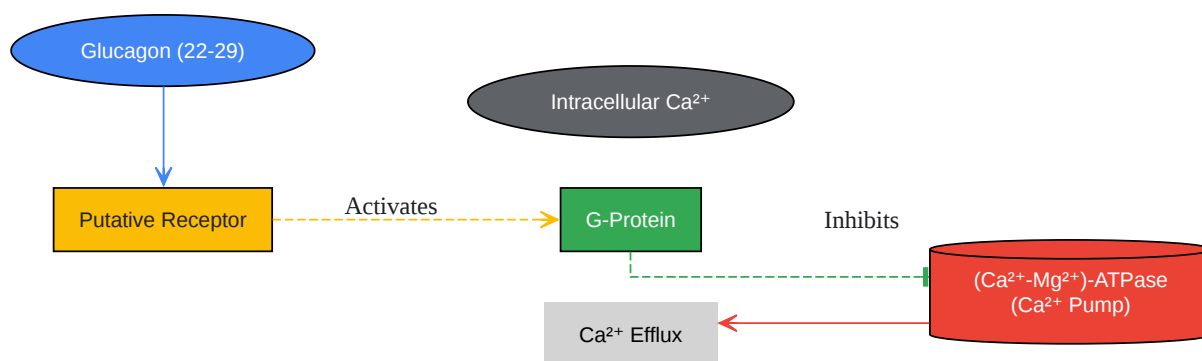 Glucagon (22-29)
Intracellular Ca²⁺
Putative Receptor
Activates
G-Protein
Inhibits
(Ca²⁺-Mg²⁺)-ATPase
(Ca²⁺ Pump)
Ca²⁺ Efflux